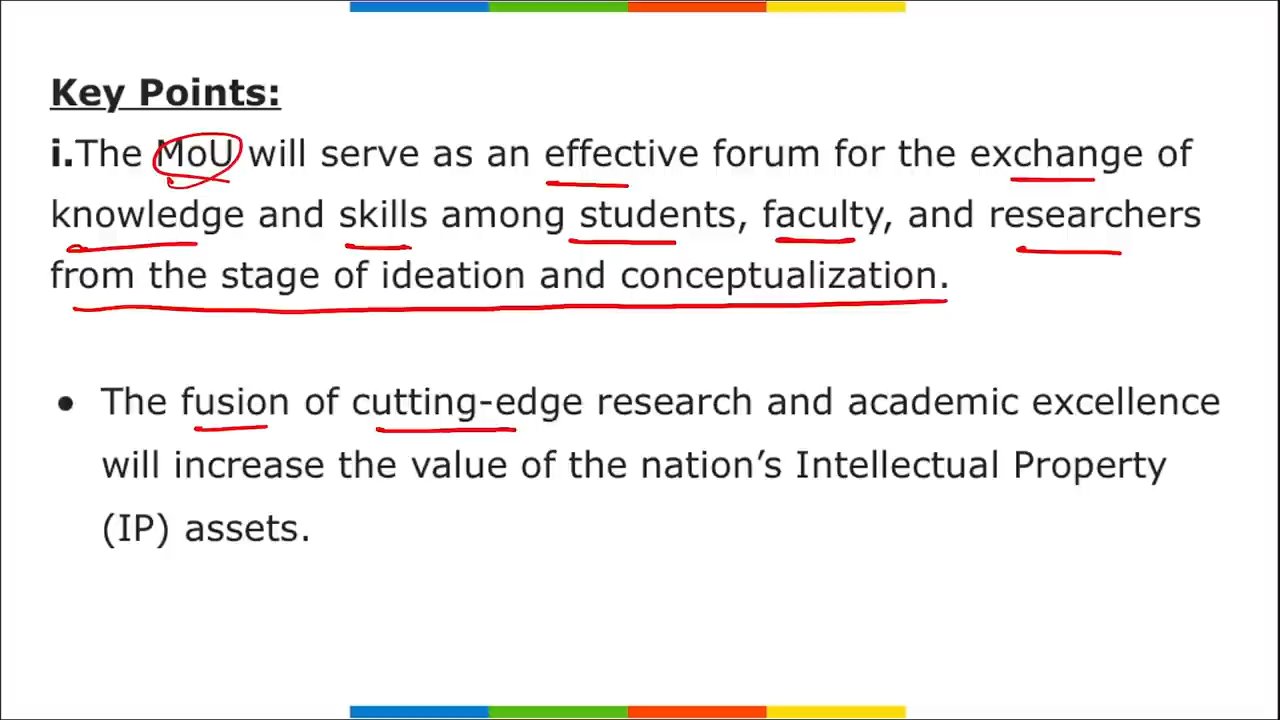 Key Points:
i.The MoU will serve as an effective forum for the exchange of
knowledge and skills among students, faculty, and researchers
from the stage of ideation and conceptualization.
• The fusion of cutting-edge research and academic excellence
will increase the value of the nation’s Intellectual Property
(IP) assets.